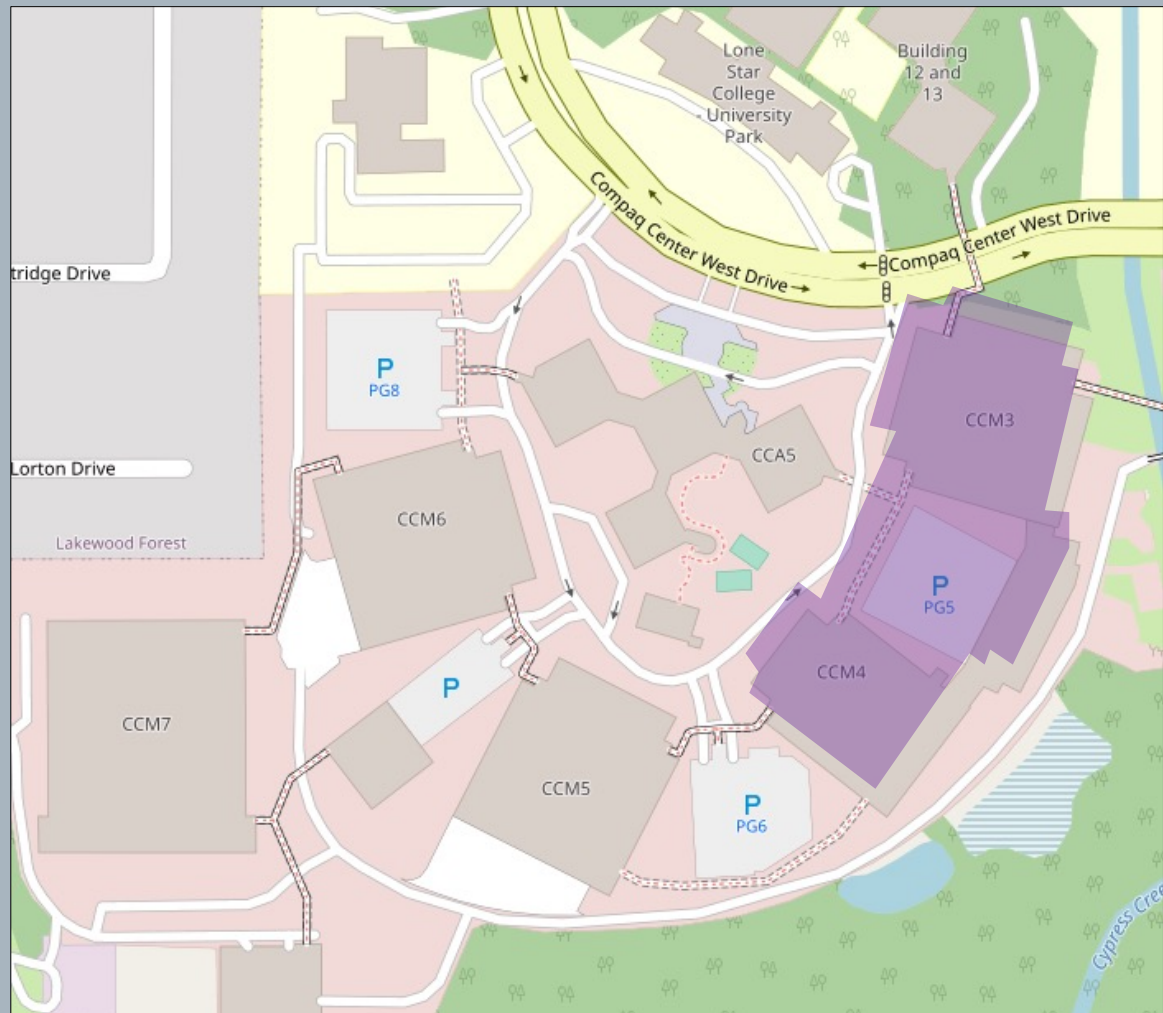 Lone
Star
College
- University
Park
Building
12 and
13
Compaq Center West Drive
Compaq Center West Drive
tridge Drive
P
PG8
CCM3
Lorton Drive
CCA5
CCM6
Lakewood Forest
P
PG5
CCM4
P
CCM7
CCM5
P
PG6
Cypress Cree